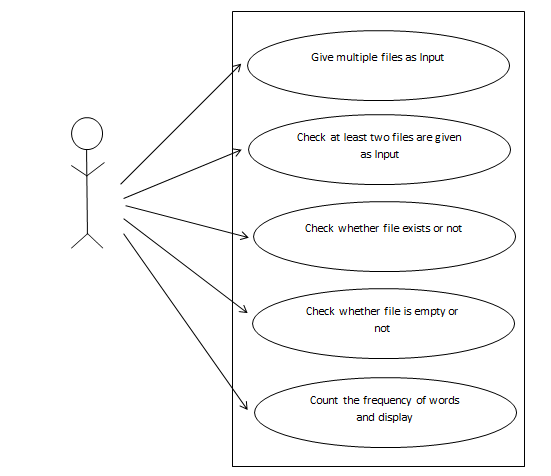 Give multiple files as Input
Check at least two files are given
as Input
Check whether file exists or not
Check whether file is empty or
not
Count the frequency of words
and display